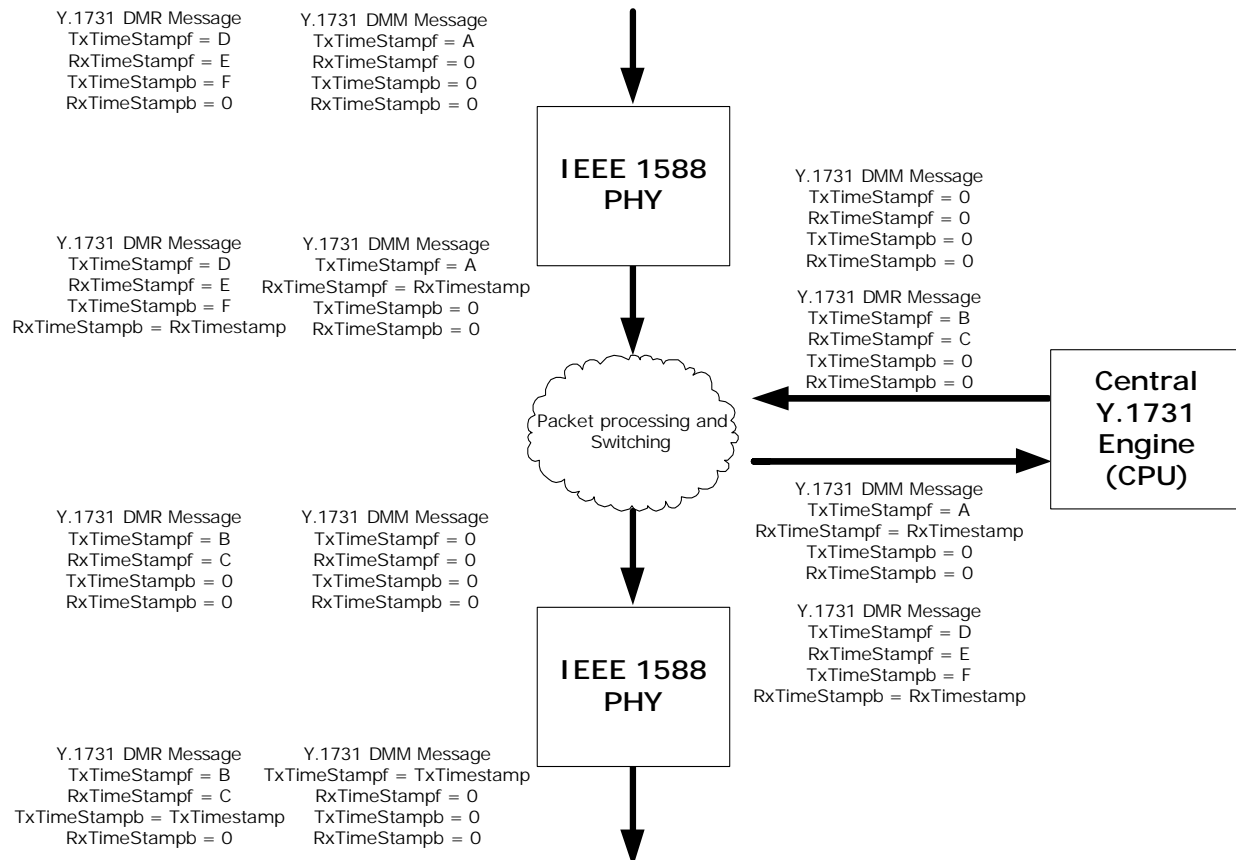 Y.1731 DMR Message
TxTimeStampf = D
RxTimeStampf = E
TxTimeStampb = F
RxTimeStampb = 0
Y.1731 DMM Message
TxTimeStampf = A
RxTimeStampf = 0
TxTimeStampb = 0
RxTimeStampb = 0
IEEE 1588
PHY
Y.1731 DMM Message
TxTimeStampf = 0
RxTimeStampf = 0
TxTimeStampb = 0
RxTimeStampb = 0
Y.1731 DMR Message
TxTimeStampf = D
RxTimeStampf = E
TxTimeStampb = F
RxTimeStampb = RxTimestamp
Y.1731 DMM Message
TxTimeStampf = A
RxTimeStampf = RxTimestamp
TxTimeStampb = 0
RxTimeStampb = 0
Y.1731 DMR Message
TxTimeStampf = B
RxTimeStampf = C
TxTimeStampb = 0
RxTimeStampb = 0
Central
Y.1731
Engine
(CPU)
Packet processing and
Switching
Y.1731 DMM Message
TxTimeStampf = A
RxTimeStampf = RxTimestamp
TxTimeStampb = 0
RxTimeStampb = 0
Y.1731 DMR Message
TxTimeStampf = B
RxTimeStampf = C
TxTimeStampb = 0
RxTimeStampb = 0
Y.1731 DMM Message
TxTimeStampf = 0
RxTimeStampf = 0
TxTimeStampb = 0
RxTimeStampb = 0
Y.1731 DMR Message
TxTimeStampf = D
RxTimeStampf = E
TxTimeStampb = F
RxTimeStampb = RxTimestamp
IEEE 1588
PHY
Y.1731 DMR Message
TxTimeStampf = B
RxTimeStampf = C
TxTimeStampb = TxTimestamp
RxTimeStampb = 0
Y.1731 DMM Message
TxTimeStampf = TxTimestamp
RxTimeStampf = 0
TxTimeStampb = 0
RxTimeStampb = 0